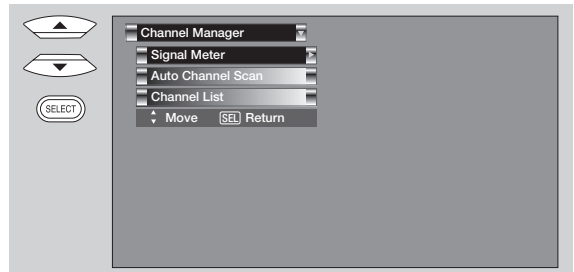 Channel Manager
Signal Meter
Auto Channel Scan
SELECT
Channel List
Move SEL Return